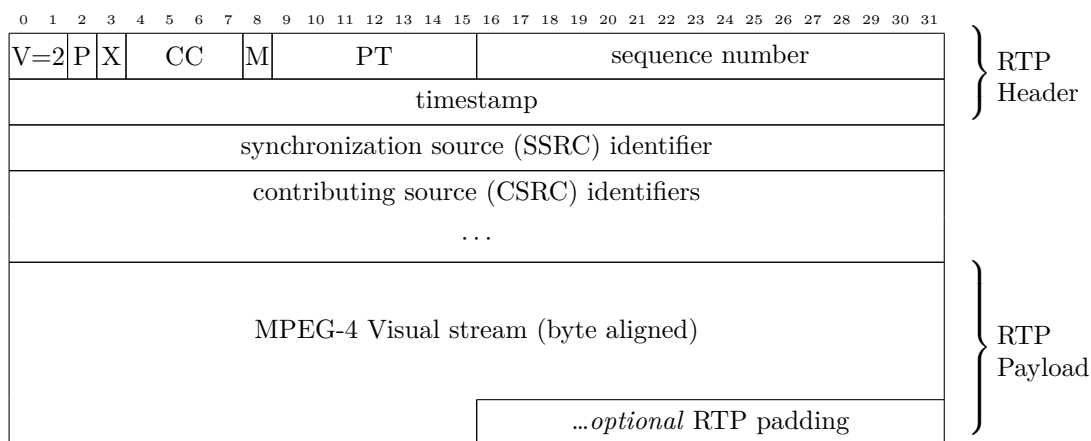 0 1 2 3 4 5 6 7 8 9 10 11 12 13 14 15 16 17 18 19 20 21 22 23 24 25 26 27 28 29 30 31
V=2 P X CC M PT sequence number
RTP
Header
timestamp
synchronization source (SSRC) identifier
contributing source (CSRC) identifiers
...
MPEG-4 Visual stream (byte aligned)
RTP
Payload
...optional RTP padding